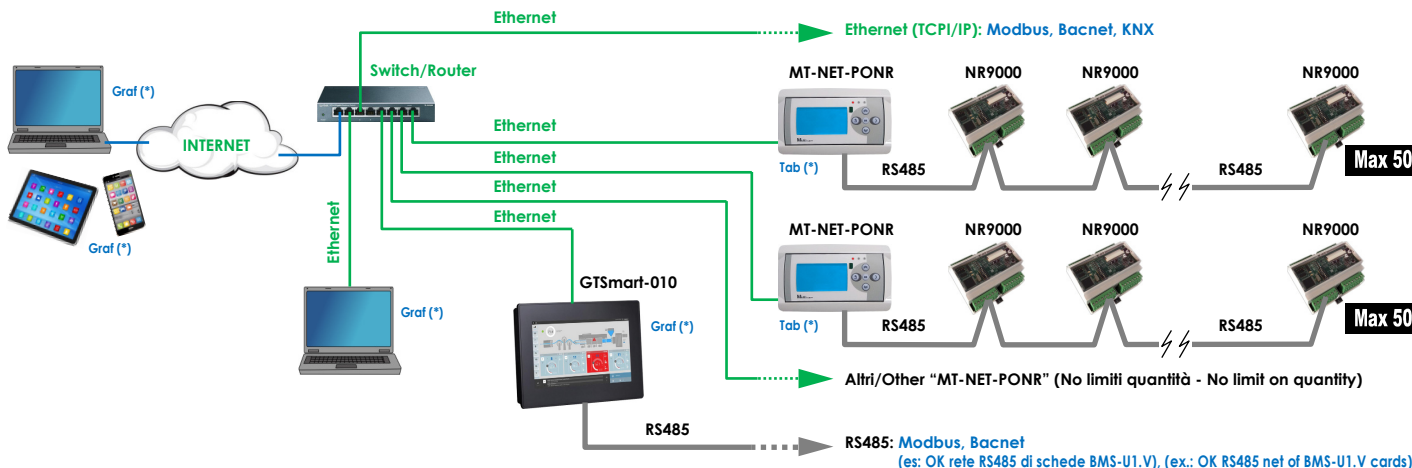 Ethernet
Ethernet (TCPI/IP): Modbus, Bacnet, KNX
Switch/Router
MT-NET-PONR
NR9000
NR9000
NR9000
Graf (*)
INTERNET
Ethernet
Tab (*)
RS485
RS485
Max 50
Ethernet
Ethernet
Graf (*)
Ethernet
Ethernet
MT-NET-PONR
NR9000
NR9000
NR9000
GTSmart-010
Graf (*)
Graf (*)
Tab (*)
RS485
RS485
Max 50
Altri/Other "MT-NET-PONR" (No limiti quantità - No limit on quantity)
RS485
RS485: Modbus, Bacnet
(es: OK rete RS485 di schede BMS-U1.V), (ex.: OK RS485 net of BMS-U1.V cards)